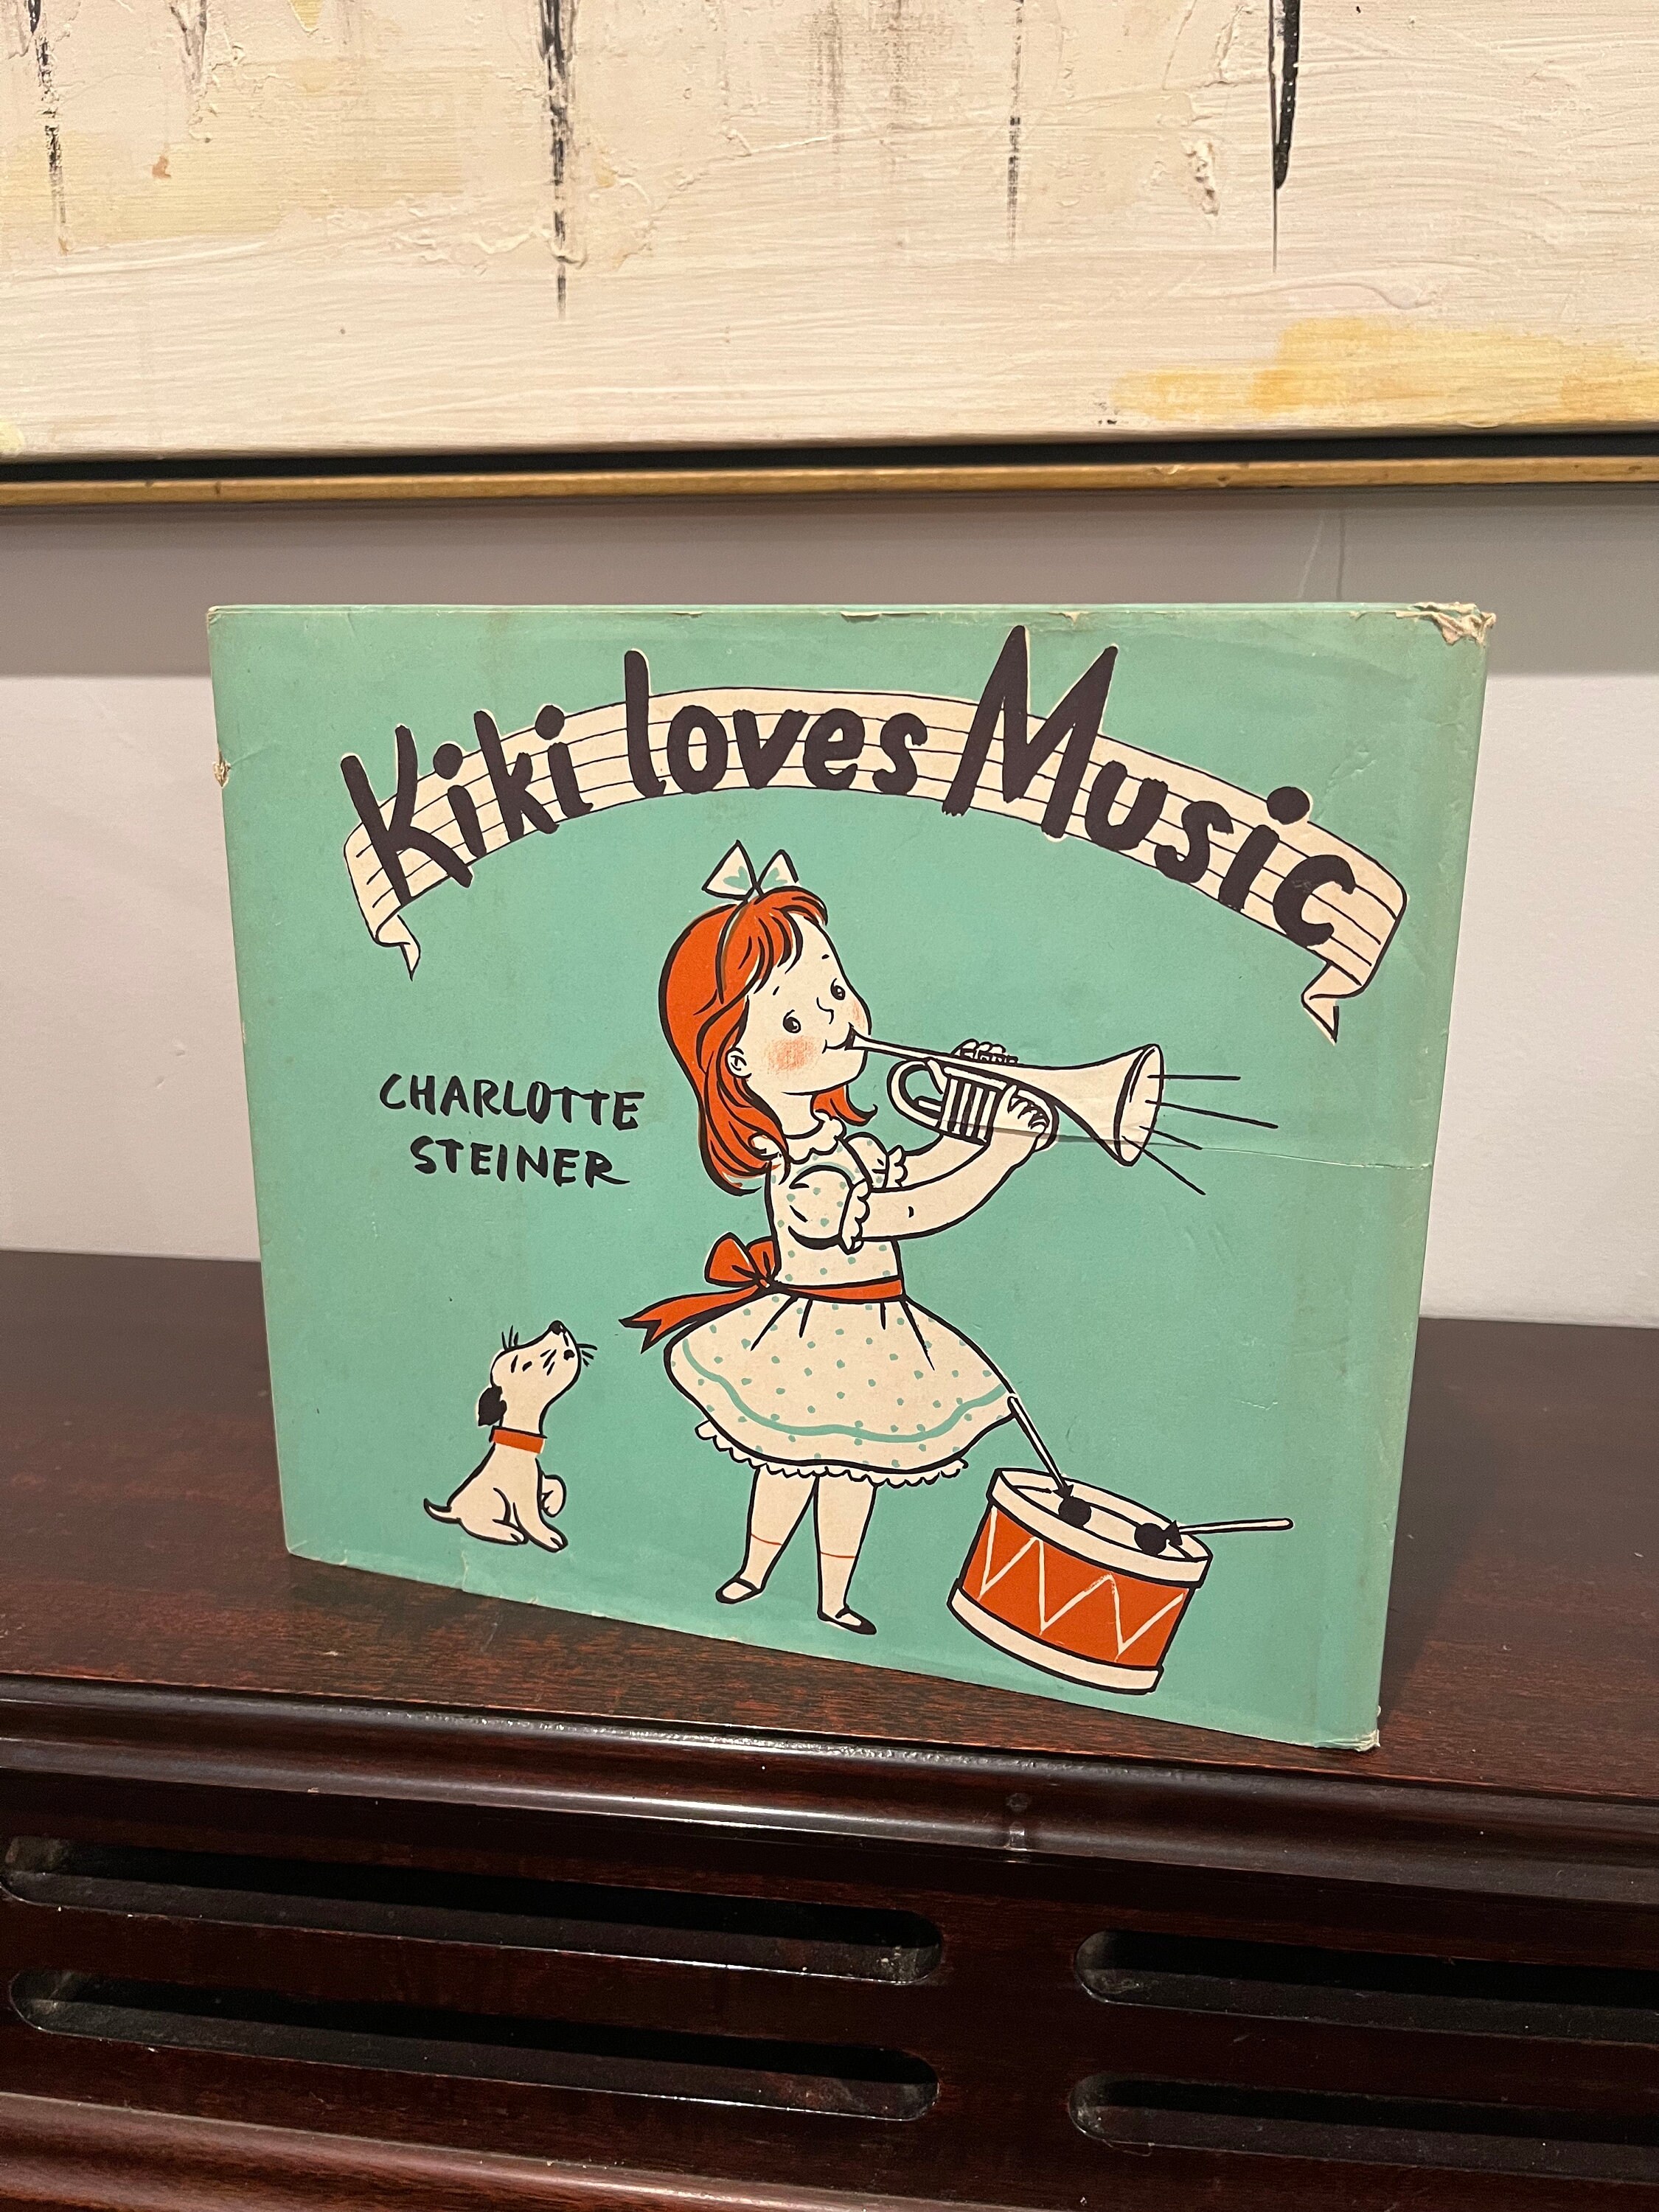 Kiki loves Music
CHARLOTTE
STEINER